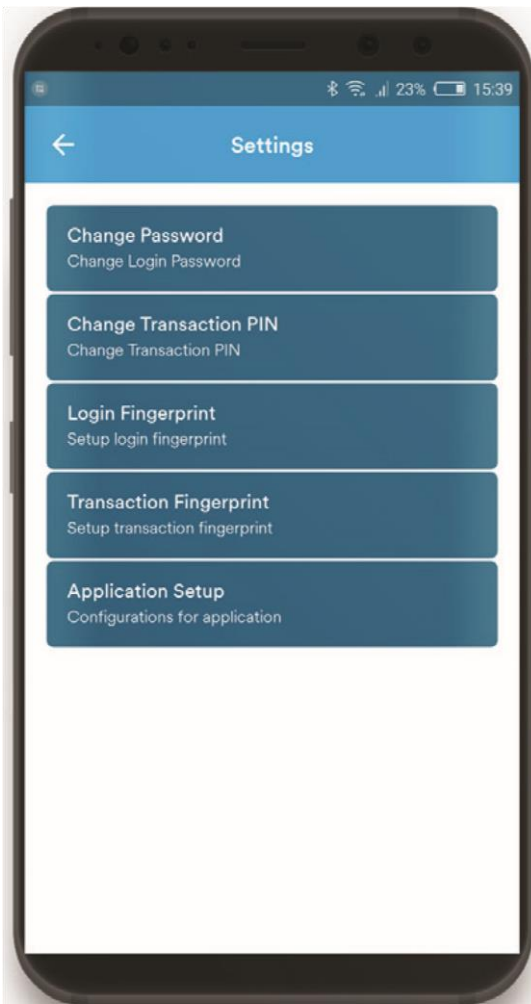 23% 15:39
Settings
Change Password
Change Login Password
Change Transaction PIN
Change Transaction PIN
Login Fingerprint
Setup login fingerprint
Transaction Fingerprint
Setup transaction fingerprint
Application Setup
Configurations for application